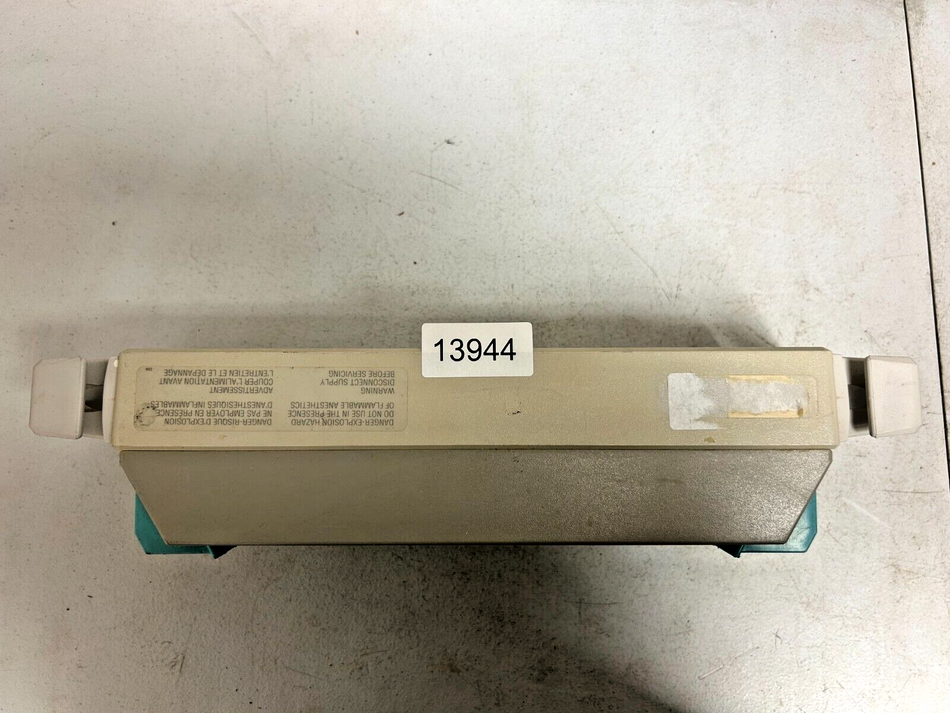 13944
DANGER-EXPLOSION HAZARD
DO NOT USE IN THE PRESENCE
OF FLAMMABLE ANESTHETICS
WARNING
DISCONNECT SUPPLY
BEFORE SERVICING
DANGER-RISQUE D'EXPLOSION
NE PAS EMPLOYER EN PRESENCE
D'ANESTHESIQUES INFLAMMABLES
ADVERTISSEMENT
COUPER L'ALIMENTATION AVANT
L'ENTRETIEN ET LE DEPANNAGE